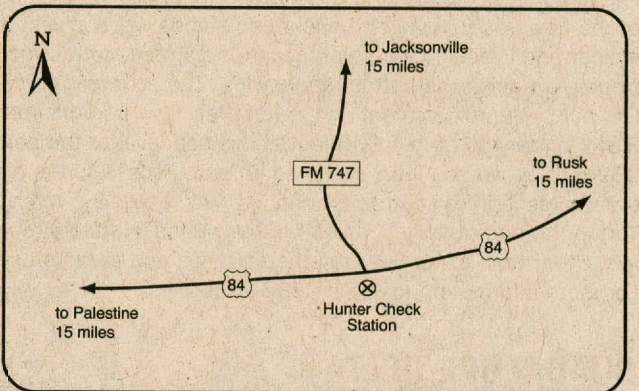 N
to Jacksonville
15 miles
FM 747
to Rusk
15 miles
84
84
to Palestine
15 miles
Hunter Check
Station